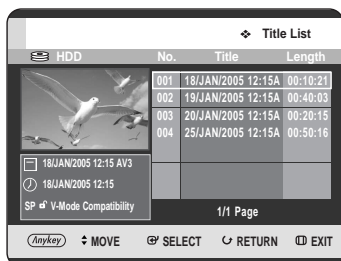 ❖ Title List
HDD No. Title Length
001 18/JAN/2005 12:15A 00:10:21
002 19/JAN/2005 12:15A 00:40:03
003 20/JAN/2005 12:15A 00:20:15
004 25/JAN/2005 12:15A 00:50:16
18/JAN/2005 12:15 AV3
18/JAN/2005 12:15
SP V-Mode Compatibility
1/1 Page
Anykey MOVE SELECT RETURN EXIT